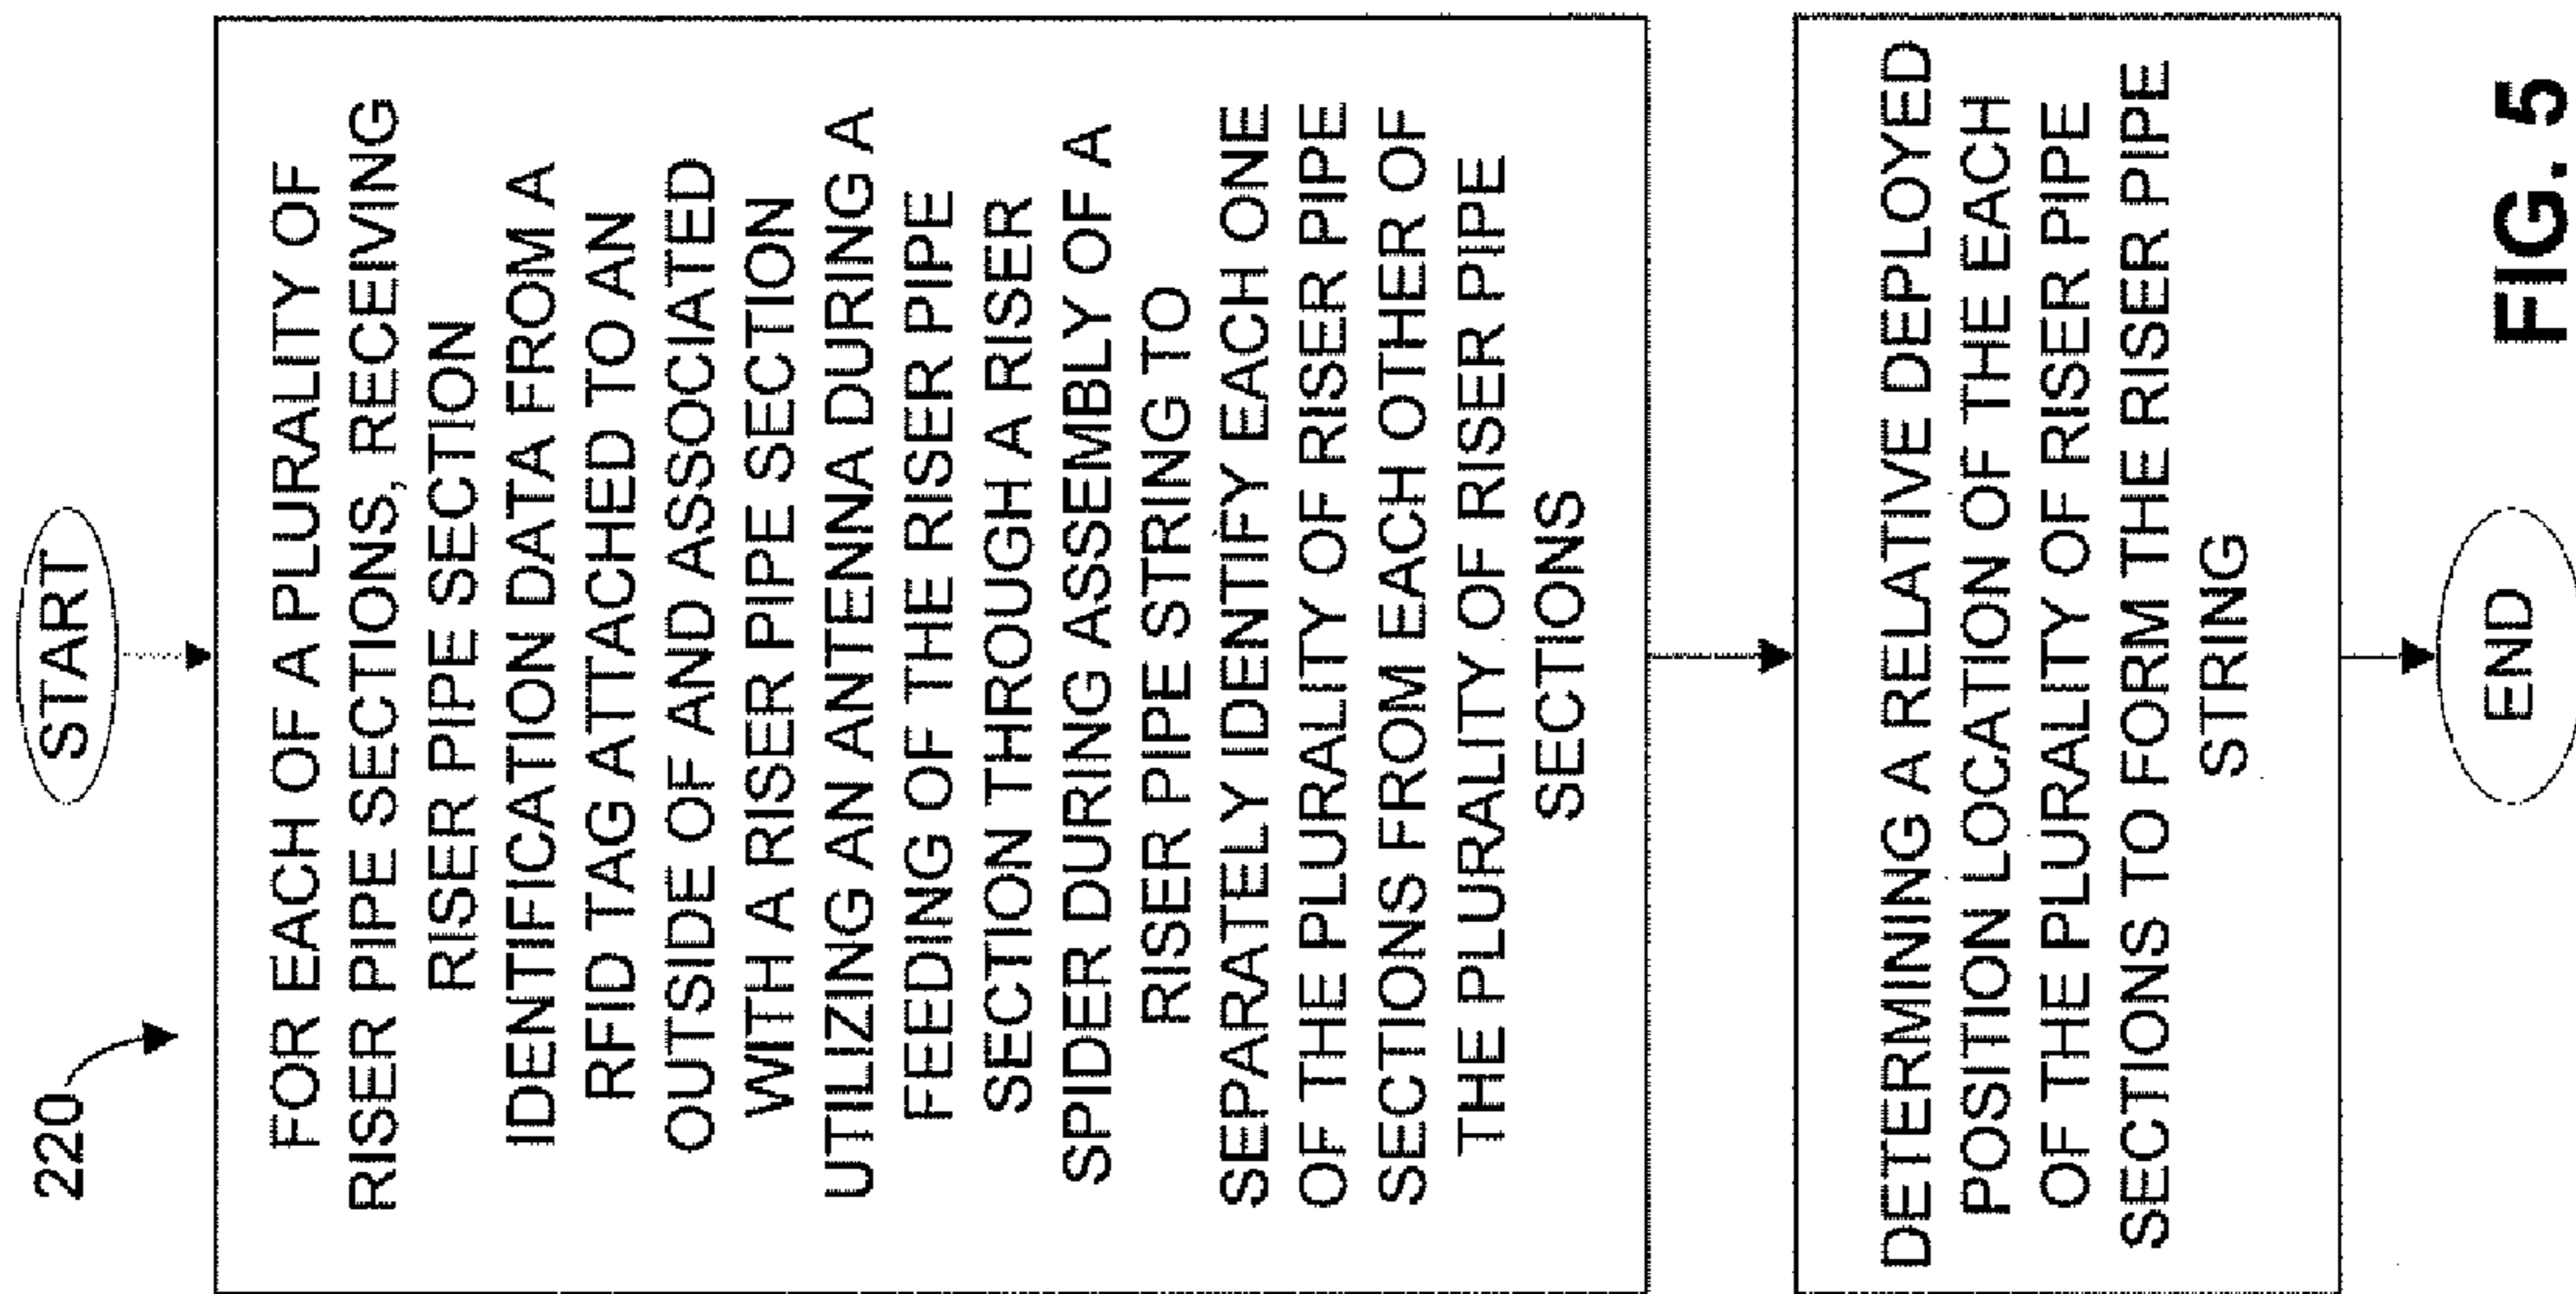 220
START
FOR EACH OF A PLURALITY OF
RISER PIPE SECTIONS, RECEIVING
RISER PIPE SECTION
IDENTIFICATION DATA FROM A
RFID TAG ATTACHED TO AN
OUTSIDE OF AND ASSOCIATED
WITH A RISER PIPE SECTION
UTILIZING AN ANTENNA DURING A
FEEDING OF THE RISER PIPE
SECTION THROUGH A RISER
SPIDER DURING ASSEMBLY OF A
RISER PIPE STRING TO
SEPARATELY IDENTIFY EACH ONE
OF THE PLURALITY OF RISER PIPE
SECTIONS FROM EACH OTHER OF
THE PLURALITY OF RISER PIPE
SECTIONS
DETERMINING A RELATIVE DEPLOYED
POSITION LOCATION OF THE EACH
OF THE PLURALITY OF RISER PIPE
SECTIONS TO FORM THE RISER PIPE
STRING
END
FIG. 5